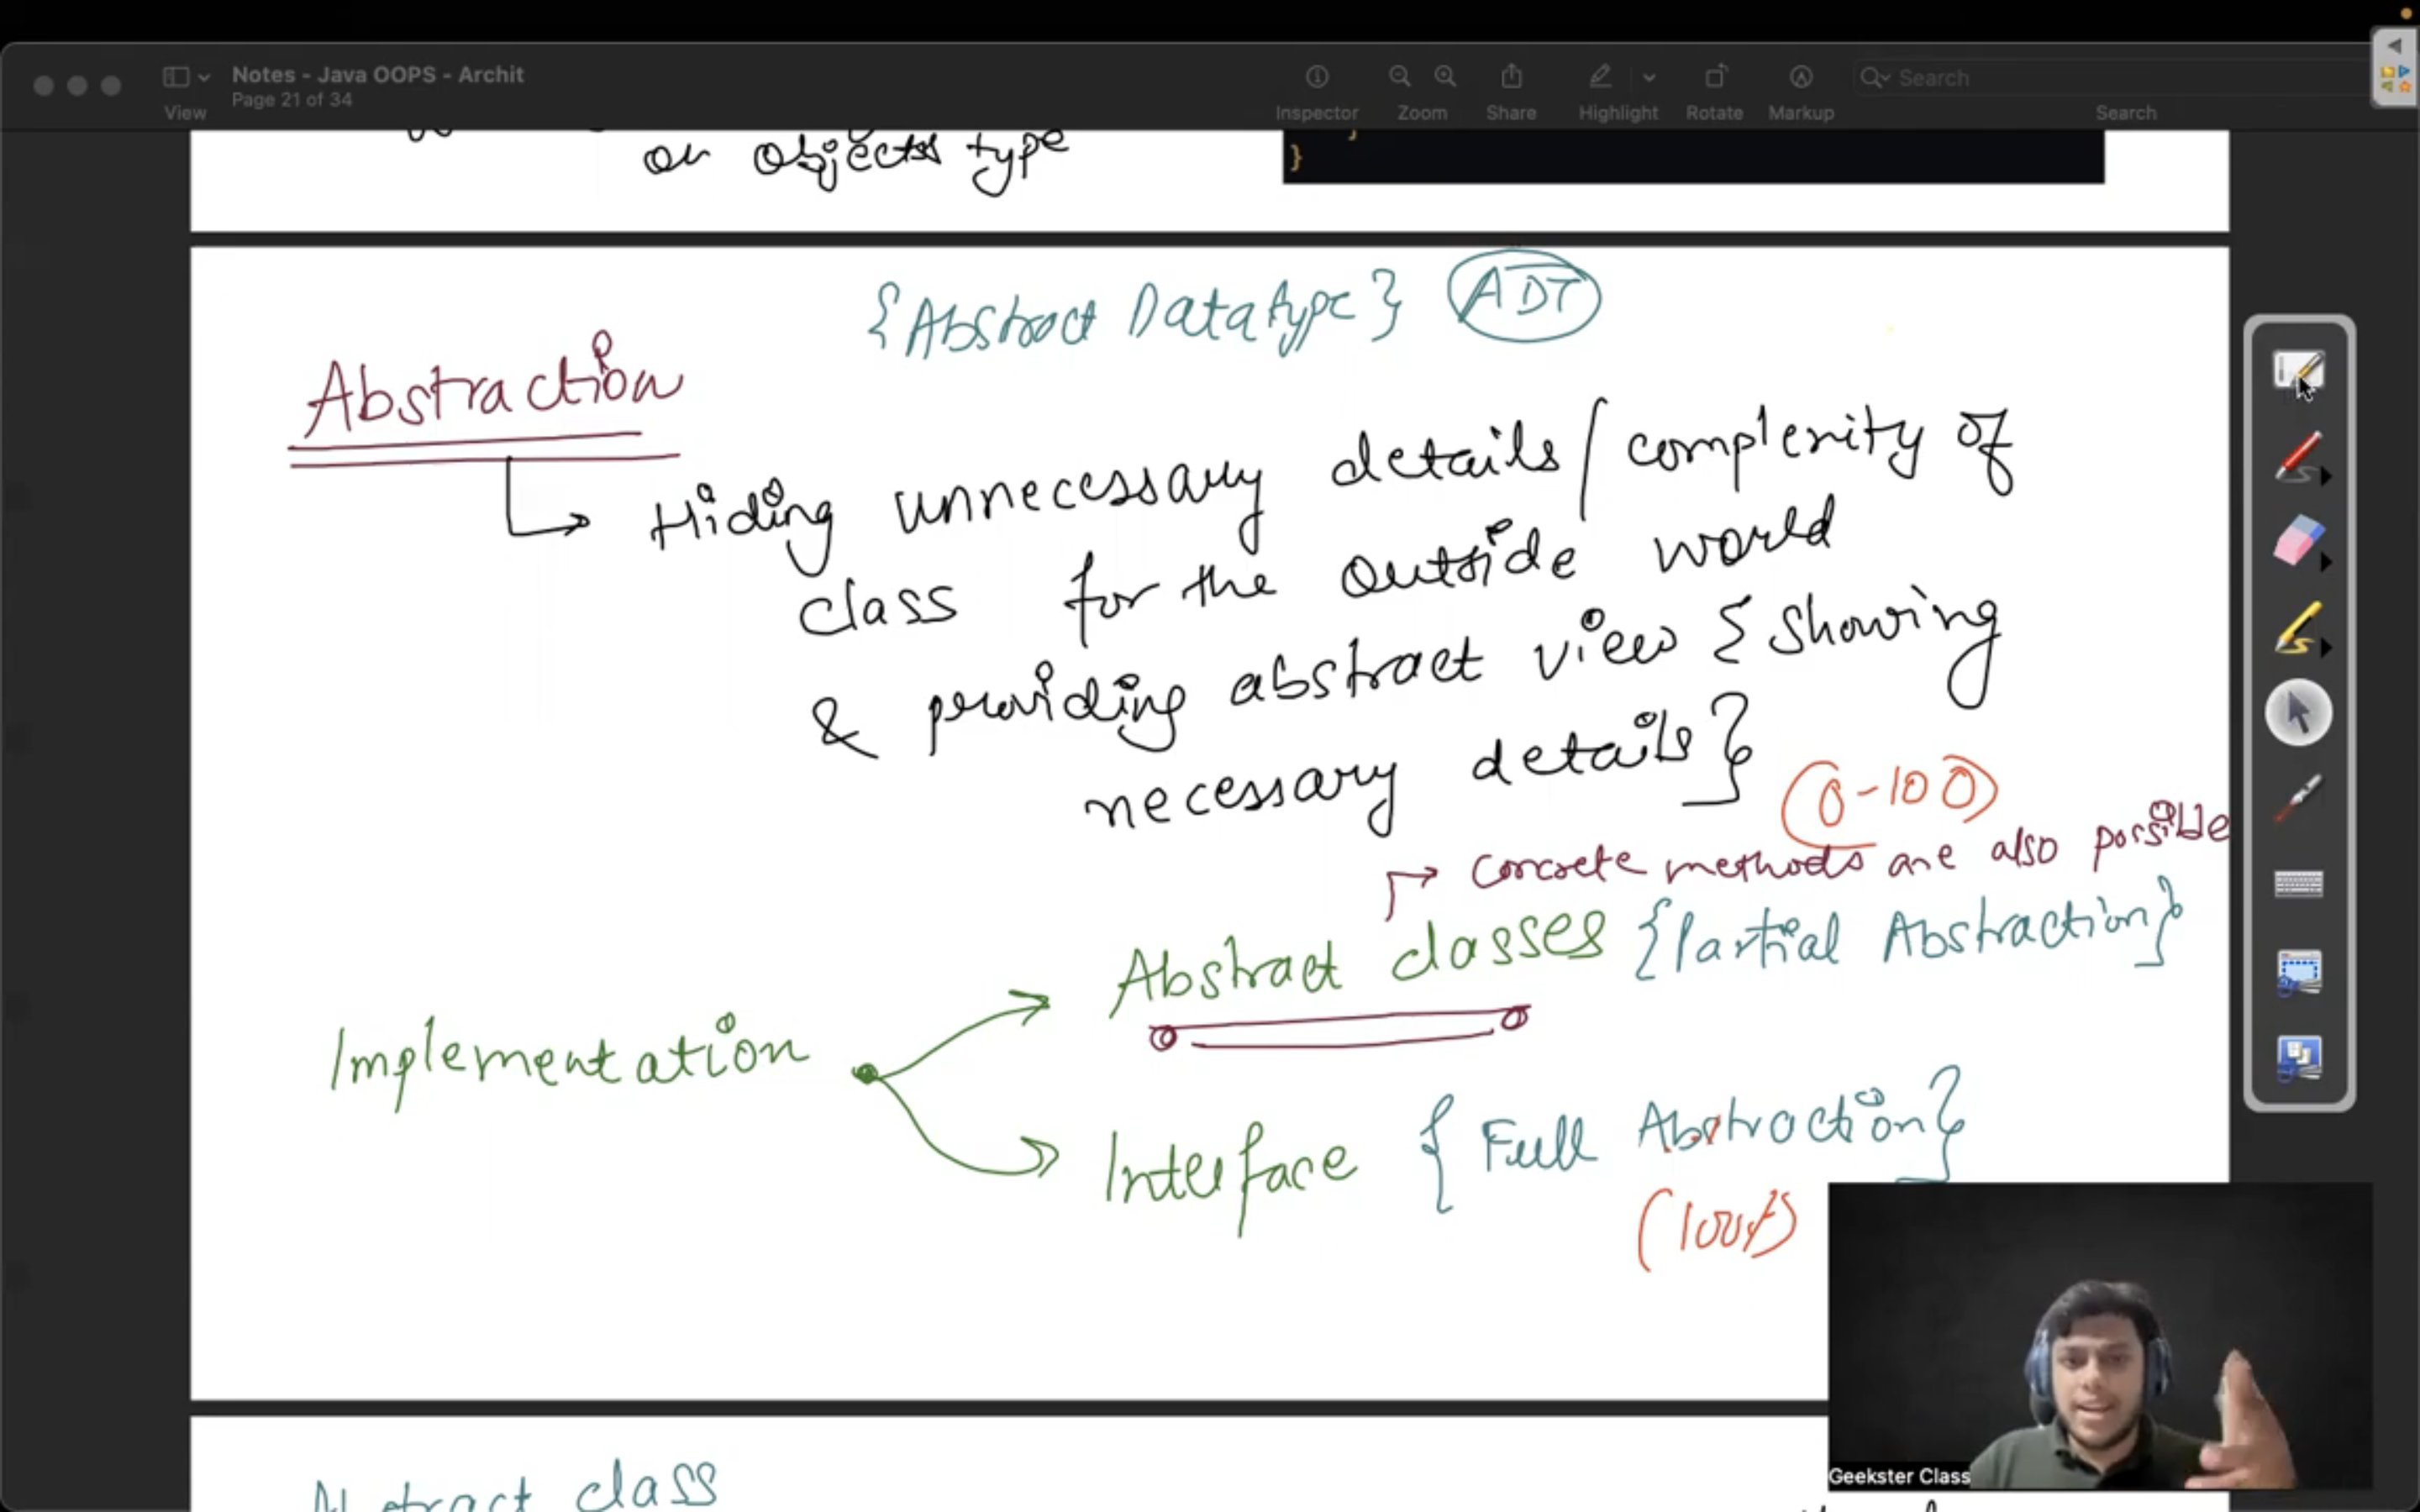 Notes - Java OOPS - Archit
Page 21 of 34
View
Inspector
Zoom
Share
Highlight
Rotate
Markup
Search
Search
on objects type
}
{Abstract Datatype} ADT
Abstraction
Hiding unnecessary details/complexity of
class for the outside world
& providing abstract view {showing
necessary details}
0-100
concrete methods are also possible
Abstract classes {Partial Abstraction}
Implementation
Interface {Full Abstraction}
(100%)
Geekster Class
Abstract class